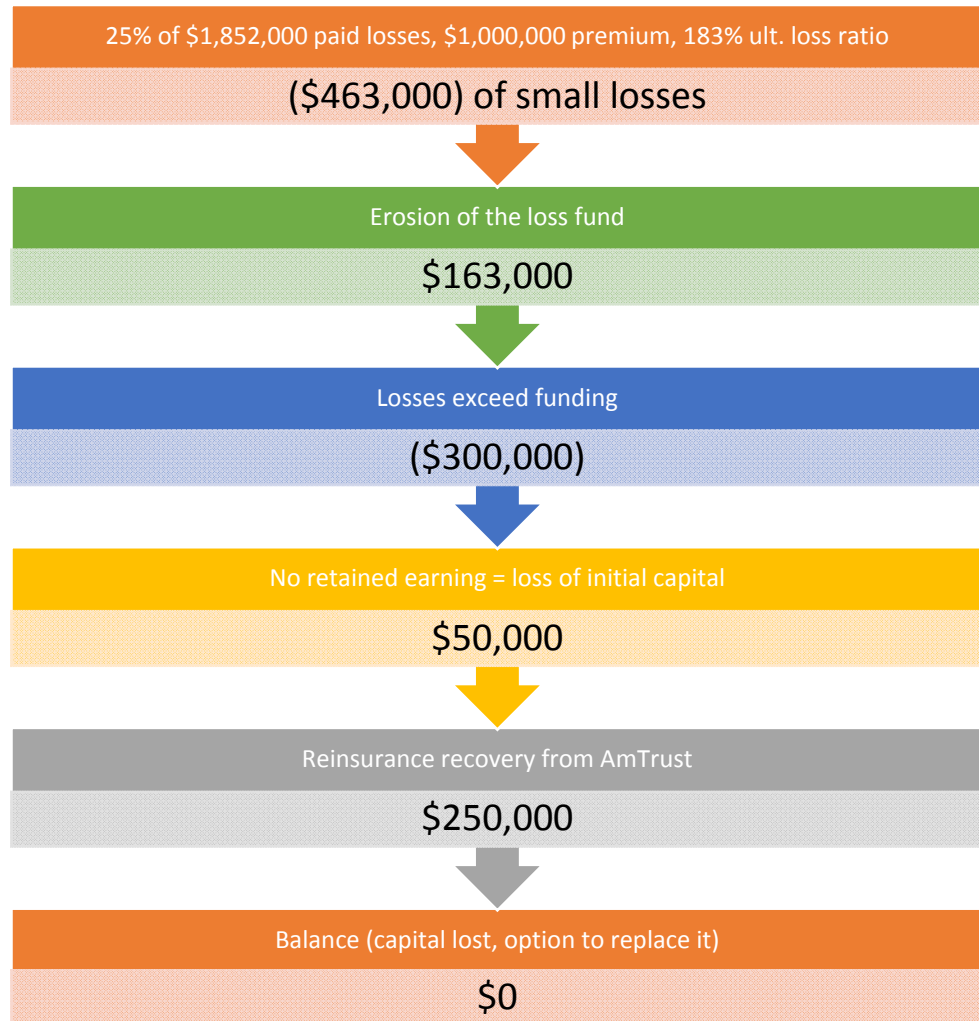 25% of $1,852,000 paid losses, $1,000,000 premium, 183% ult. loss ratio
($463,000) of small losses
Erosion of the loss fund
$163,000
Losses exceed funding
($300,000)
No retained earning = loss of initial capital
$50,000
Reinsurance recovery from AmTrust
$250,000
Balance (capital lost, option to replace it)
$0